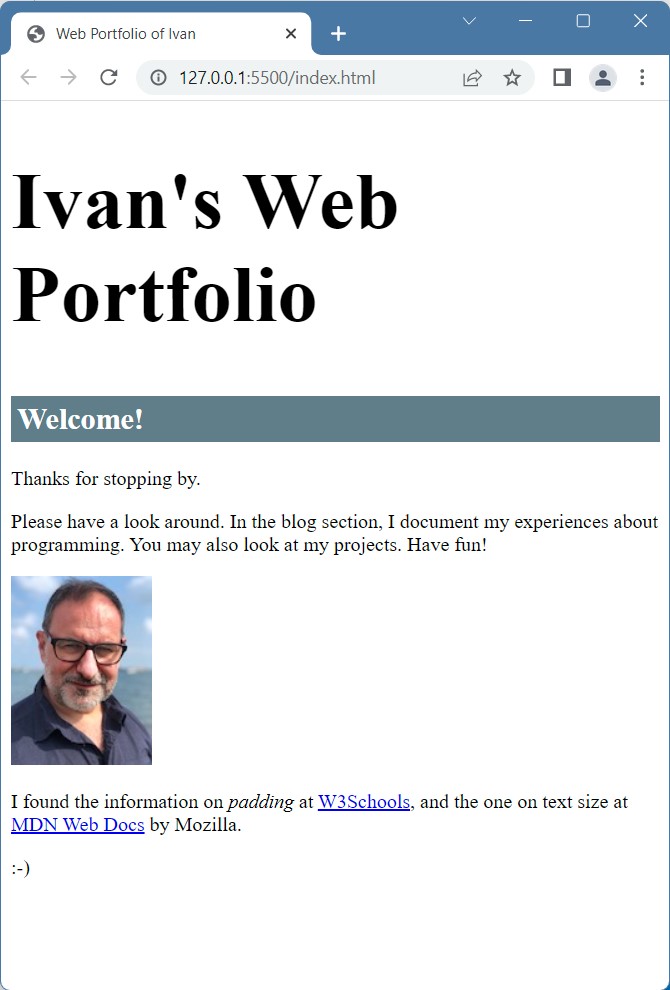 Web Portfolio of Ivan
127.0.0.1:5500/index.html
Ivan's Web
Portfolio
Welcome!
Thanks for stopping by.
Please have a look around. In the blog section, I document my experiences about
programming. You may also look at my projects. Have fun!
I found the information on padding at W3Schools, and the one on text size at
MDN Web Docs by Mozilla.
:-)